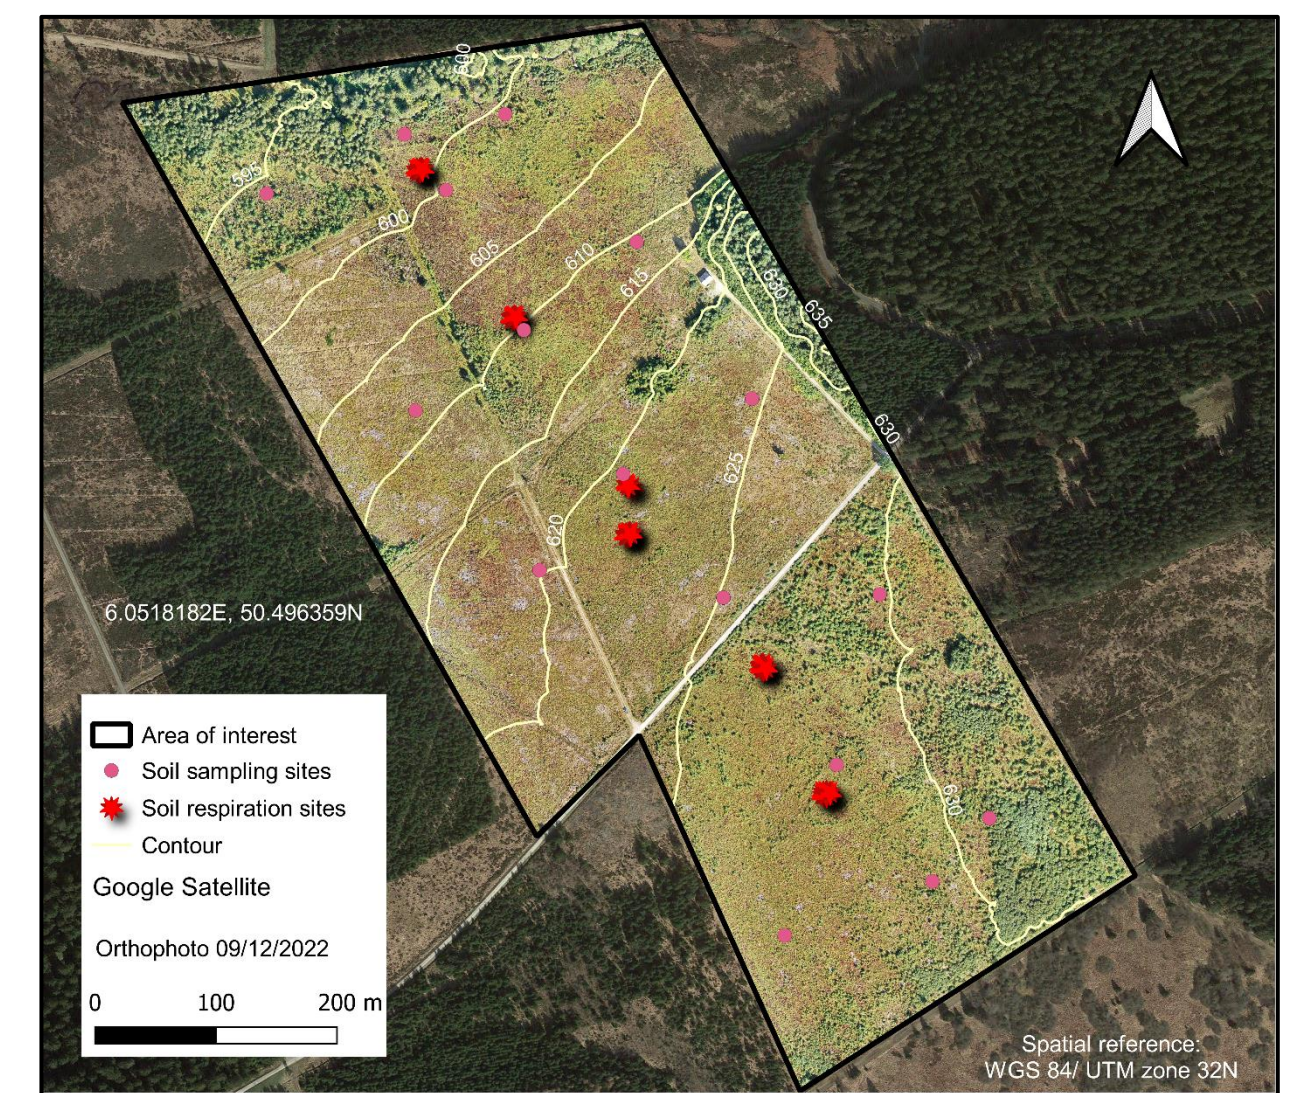 600
595
600
605
610
615
630
635
630
625
620
6.0518182E, 50.496359N
630
Area of interest
Soil sampling sites
Soil respiration sites
Contour
Google Satellite
Orthophoto 09/12/2022
0 100 200 m
Spatial reference:
WGS 84/ UTM zone 32N